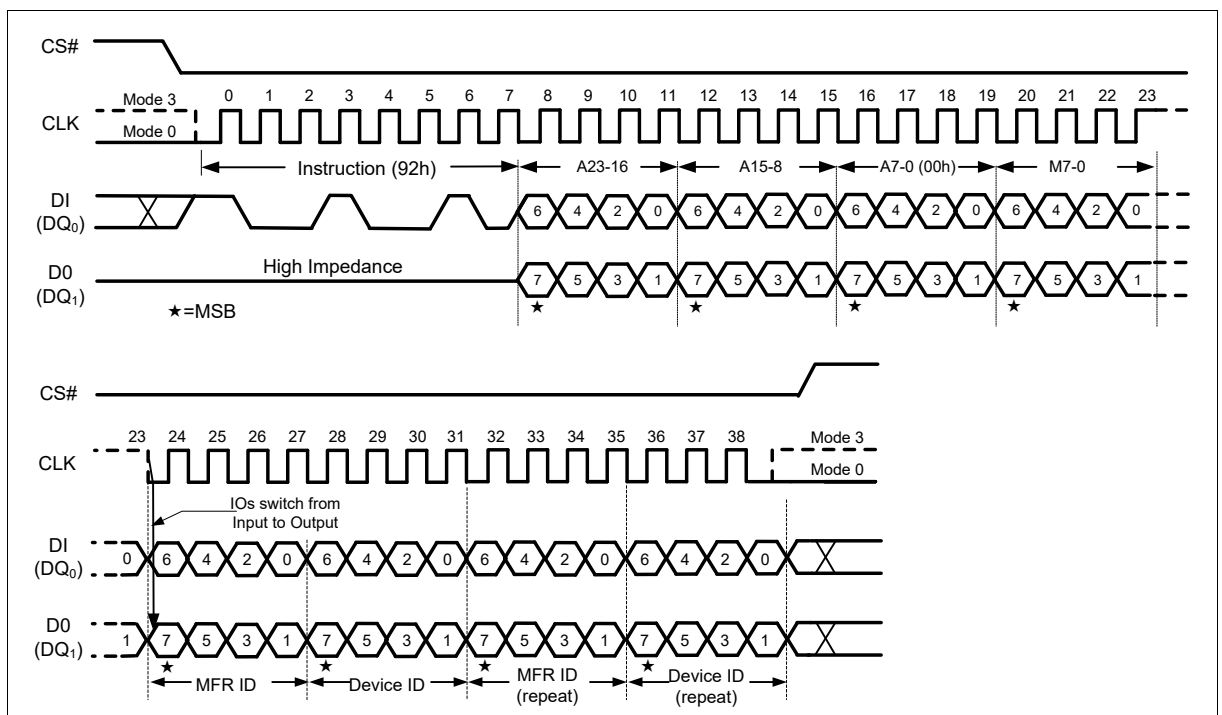 CS#
Mode 3 0 1 2 3 4 5 6 7 8 9 10 11 12 13 14 15 16 17 18 19 20 21 22 23
CLK
Mode 0
Instruction (92h) A23-16 A15-8 A7-0 (00h) M7-0
DI
(DQ0)
6 4 2 0 6 4 2 0 6 4 2 0 6 4 2 0
High Impedance
D0
(DQ1)
7 5 3 1 7 5 3 1 7 5 3 1 7 5 3 1
★ ★ ★ ★
★=MSB
CS#
23 24 25 26 27 28 29 30 31 32 33 34 35 36 37 38 Mode 3
CLK
Mode 0
IOs switch from
Input to Output
DI
(DQ0)
0 6 4 2 0 6 4 2 0 6 4 2 0 6 4 2 0
D0
(DQ1)
1 7 5 3 1 7 5 3 1 7 5 3 1 7 5 3 1
★ ★ ★ ★
MFR ID Device ID MFR ID
(repeat)
Device ID
(repeat)